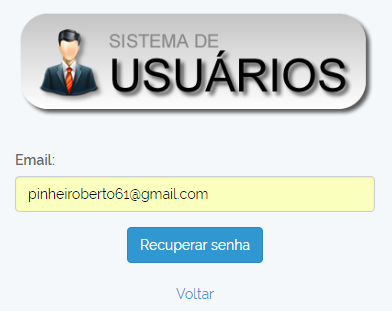 SISTEMA DE
USUÁRIOS
Email:
pinheiroberto61@gmail.com
Recuperar senha
Voltar